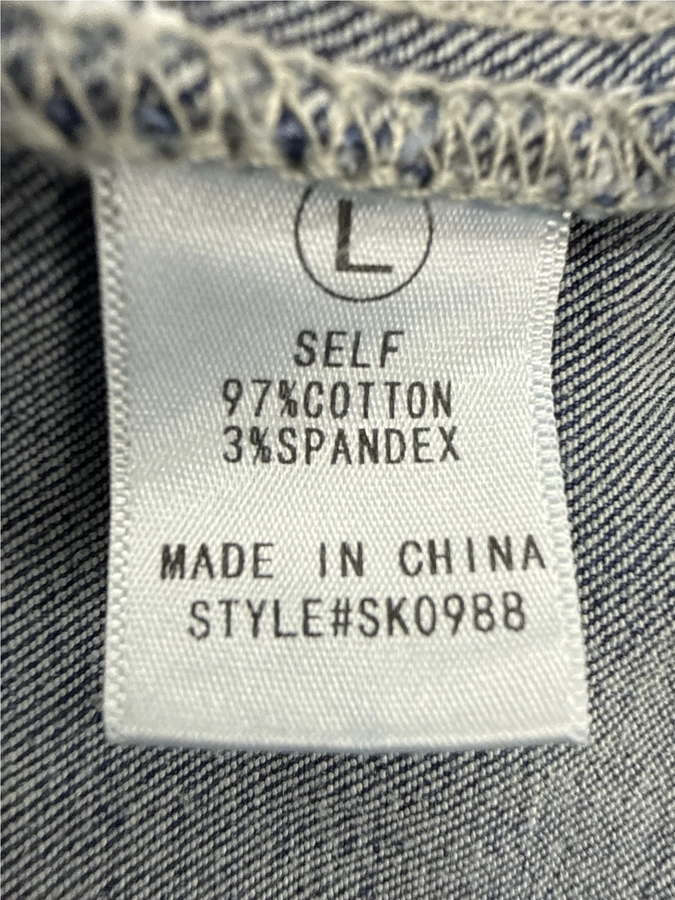 L
SELF
97%COTTON
3%SPANDEX
MADE IN CHINA
STYLE#SK0988